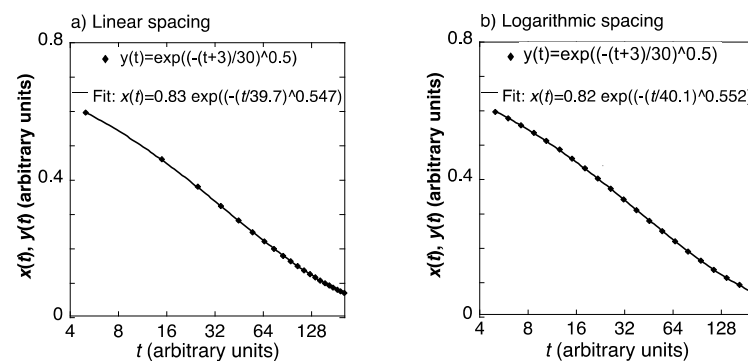 a) Linear spacing
0.8
y(t)=exp((-(t+3)/30)^0.5)
Fit: x(t)=0.83 exp((-(t/39.7)^0.547)
x(t), y(t) (arbitrary units)
0.4
0
4 8 16 32 64 128
t (arbitrary units)
b) Logarithmic spacing
0.8
y(t)=exp((-(t+3)/30)^0.5)
Fit: x(t)=0.82 exp((-(t/40.1)^0.552)
x(t), y(t) (arbitrary units)
0.4
0
4 8 16 32 64 128
t (arbitrary units)